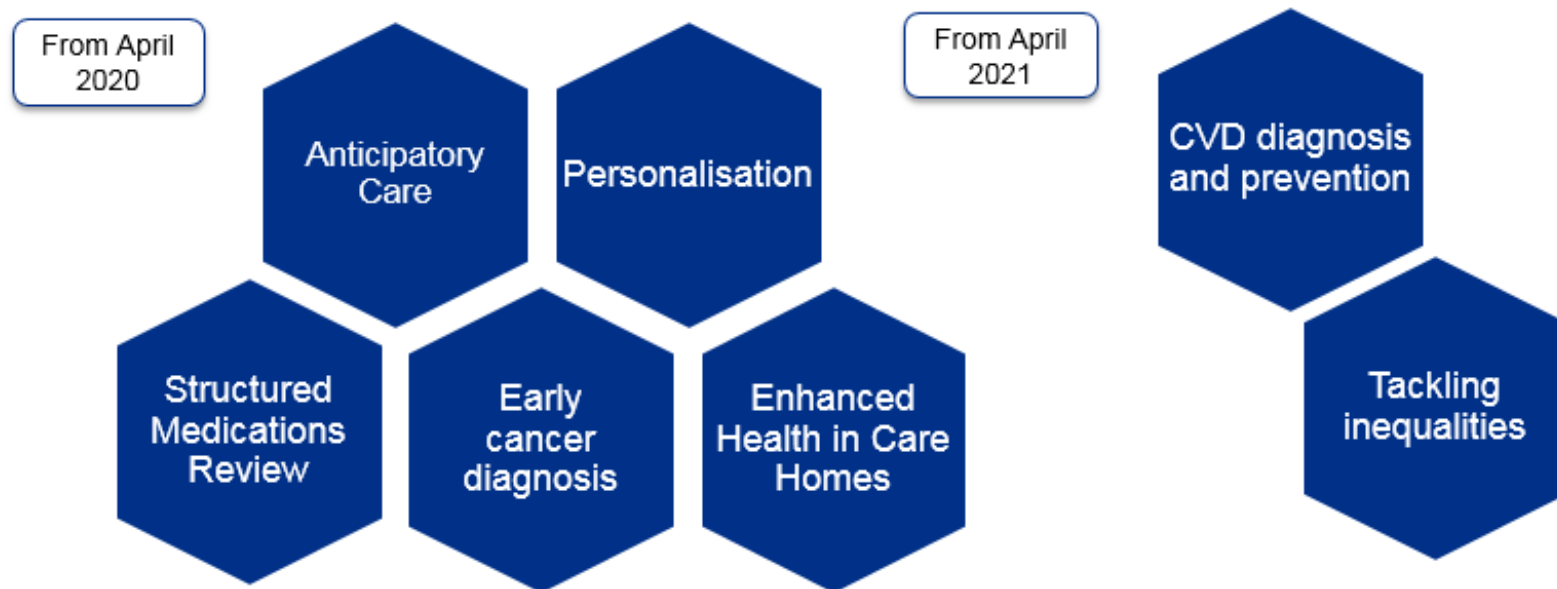 From April
2020
Anticipatory
Care
Personalisation
Structured
Medications
Review
Early
cancer
diagnosis
Enhanced
Health in Care
Homes
From April
2021
CVD diagnosis
and prevention
Tackling
inequalities